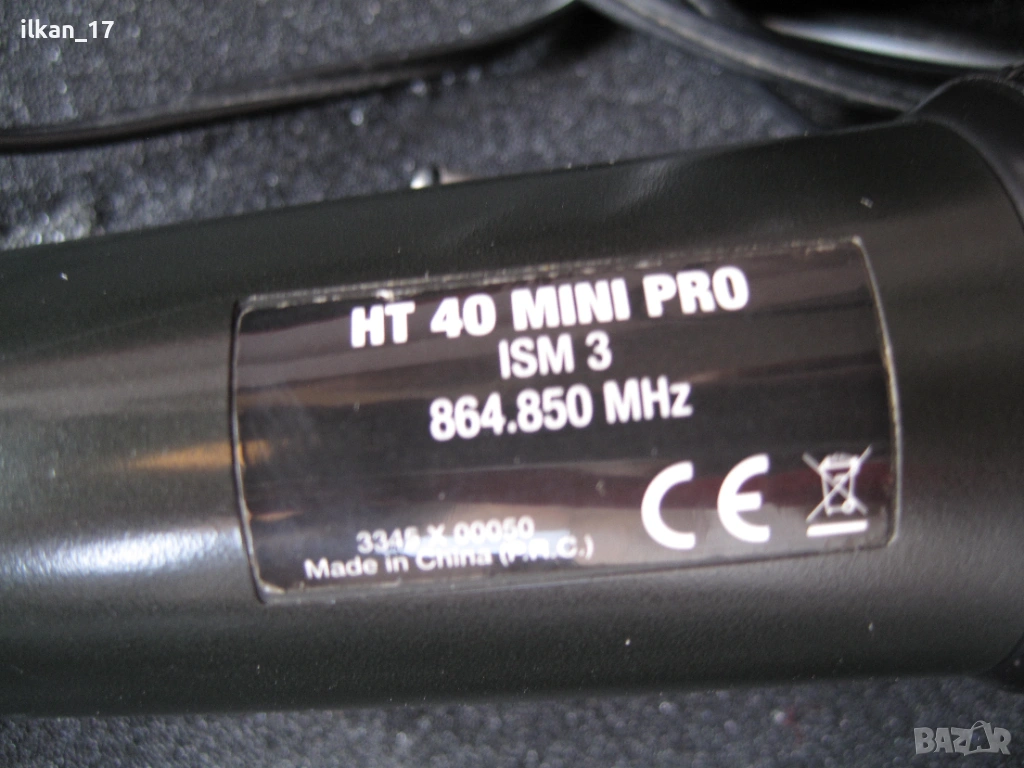 ilkan_17
HT 40 MINI PRO
ISM 3
864.850 MHz
CE
3345 X 00050
Made in China (P.R.C.)
BAZAR